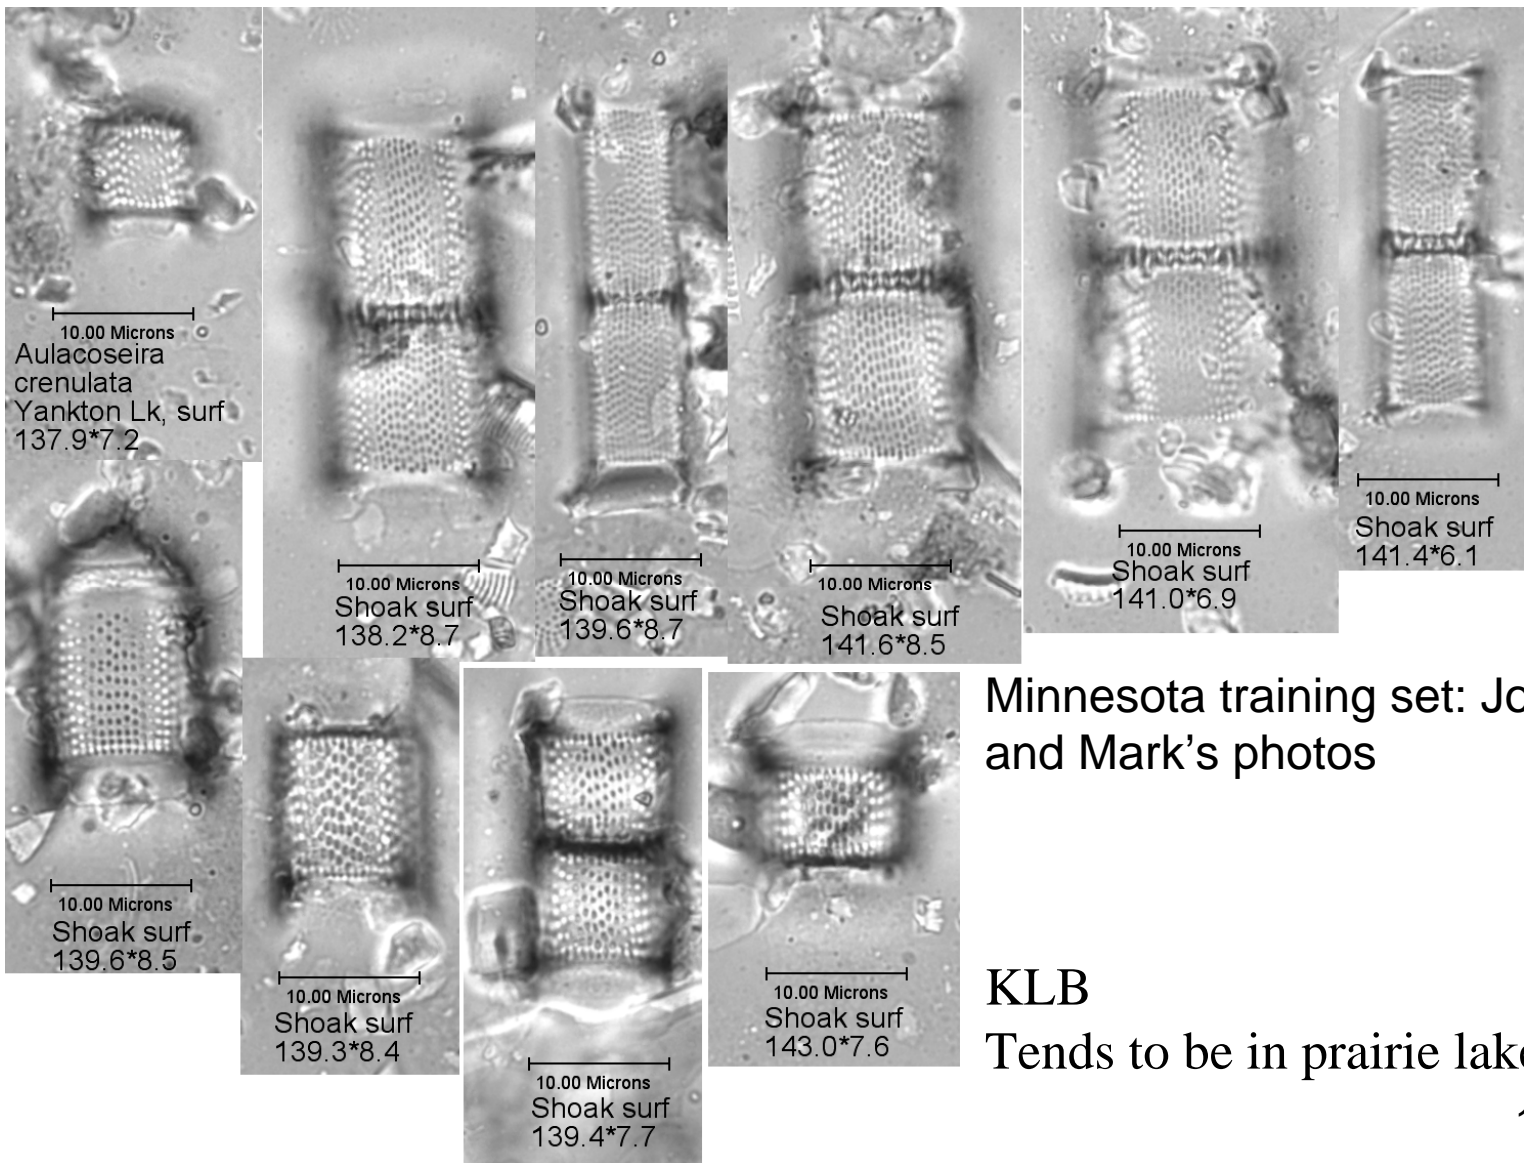 10.00 Microns
Aulacoseira
crenulata
Yankton Lk, surf
137.9*7.2
10.00 Microns
Shoak surf
138.2*8.7
10.00 Microns
Shoak surf
139.6*8.7
10.00 Microns
Shoak surf
141.6*8.5
10.00 Microns
Shoak surf
141.0*6.9
10.00 Microns
Shoak surf
141.4*6.1
10.00 Microns
Shoak surf
139.6*8.5
10.00 Microns
Shoak surf
139.3*8.4
10.00 Microns
Shoak surf
139.4*7.7
10.00 Microns
Shoak surf
143.0*7.6
Minnesota training set:
and Mark’s photos
KLB
Tends to be in prairie